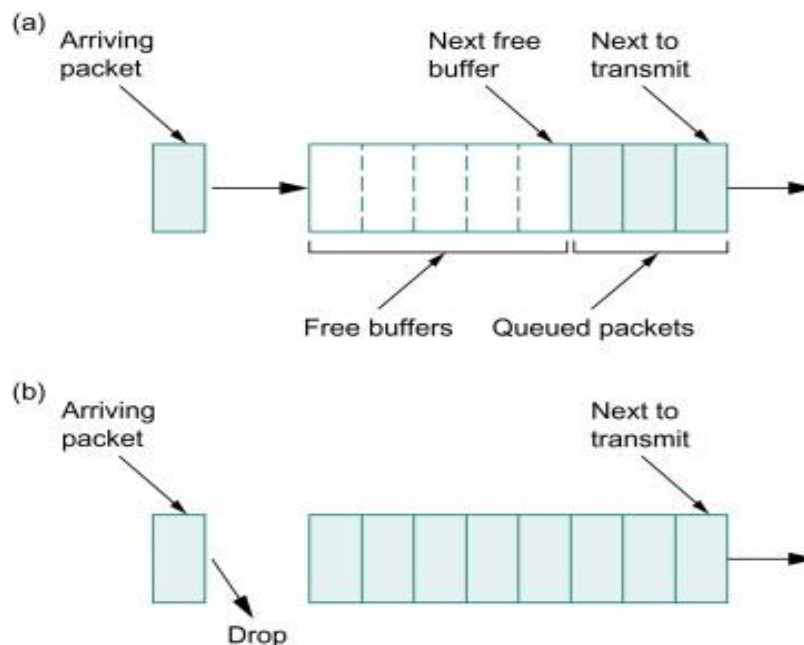 (a)
Arriving
packet
Next free
buffer
Next to
transmit
Free buffers
Queued packets
(b)
Arriving
packet
Next to
transmit
Drop